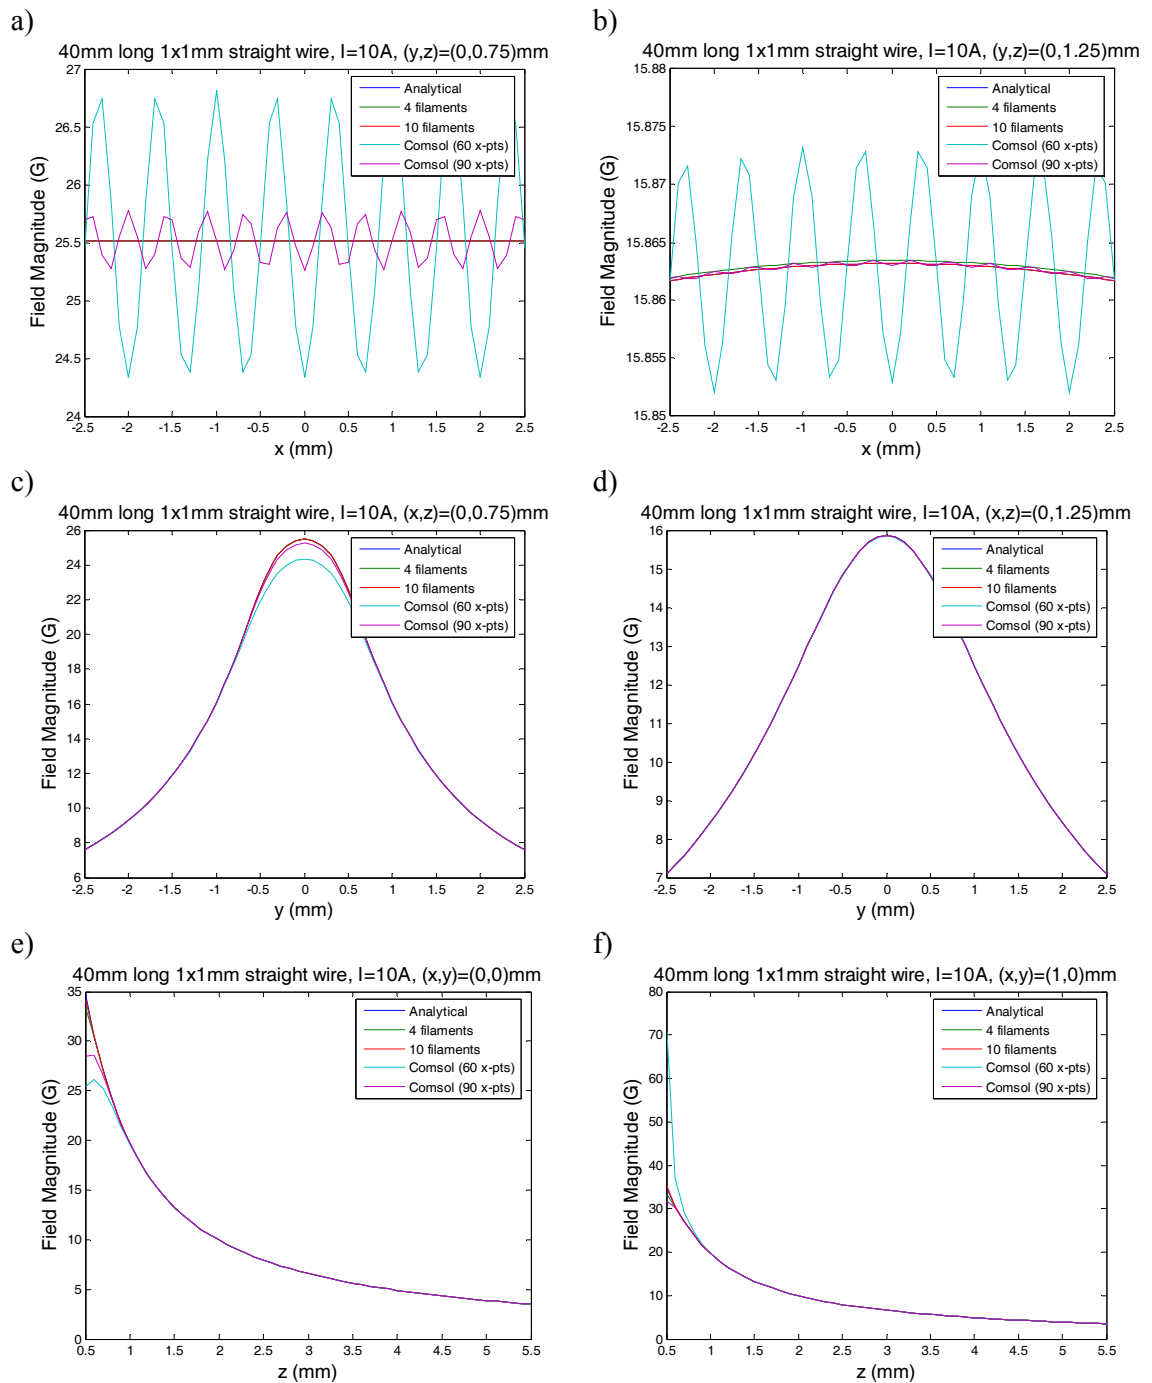 a)
40mm long 1x1mm straight wire, I=10A, (y,z)=(0,0.75)mm
27
26.5
26
25.5
25
24.5
24
Field Magnitude (G)
Analytical
4 filaments
10 filaments
Comsol (60 x-pts)
Comsol (90 x-pts)
-2.5 -2 -1.5 -1 -0.5 0 0.5 1 1.5 2 2.5
x (mm)
b)
40mm long 1x1mm straight wire, I=10A, (y,z)=(0,1.25)mm
15.88
15.875
15.87
15.865
15.86
15.855
15.85
Field Magnitude (G)
Analytical
4 filaments
10 filaments
Comsol (60 x-pts)
Comsol (90 x-pts)
-2.5 -2 -1.5 -1 -0.5 0 0.5 1 1.5 2 2.5
x (mm)
c)
40mm long 1x1mm straight wire, I=10A, (x,z)=(0,0.75)mm
26
24
22
20
18
16
14
12
10
8
6
Field Magnitude (G)
Analytical
4 filaments
10 filaments
Comsol (60 x-pts)
Comsol (90 x-pts)
-2.5 -2 -1.5 -1 -0.5 0 0.5 1 1.5 2 2.5
y (mm)
d)
40mm long 1x1mm straight wire, I=10A, (x,z)=(0,1.25)mm
16
15
14
13
12
11
10
9
8
7
Field Magnitude (G)
Analytical
4 filaments
10 filaments
Comsol (60 x-pts)
Comsol (90 x-pts)
-2.5 -2 -1.5 -1 -0.5 0 0.5 1 1.5 2 2.5
y (mm)
e)
40mm long 1x1mm straight wire, I=10A, (x,y)=(0,0)mm
35
30
25
20
15
10
5
0
Field Magnitude (G)
Analytical
4 filaments
10 filaments
Comsol (60 x-pts)
Comsol (90 x-pts)
0.5 1 1.5 2 2.5 3 3.5 4 4.5 5 5.5
z (mm)
f)
40mm long 1x1mm straight wire, I=10A, (x,y)=(1,0)mm
80
70
60
50
40
30
20
10
0
Field Magnitude (G)
Analytical
4 filaments
10 filaments
Comsol (60 x-pts)
Comsol (90 x-pts)
0.5 1 1.5 2 2.5 3 3.5 4 4.5 5 5.5
z (mm)